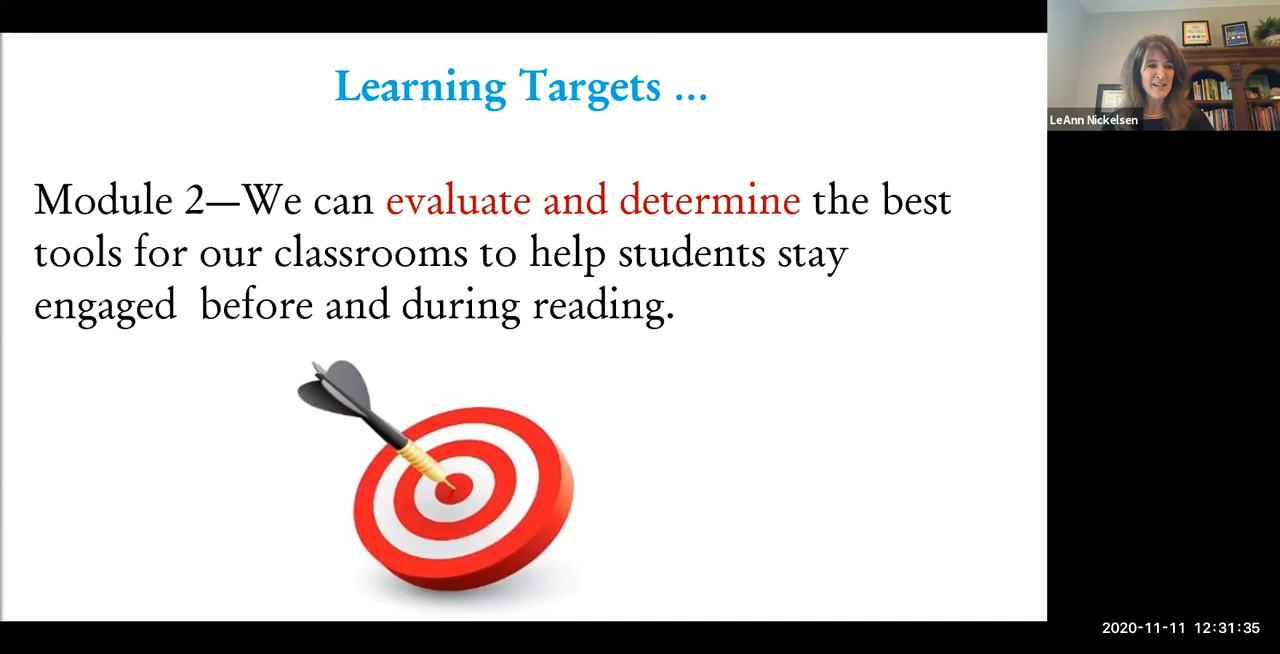 Learning Targets ...
Module 2—We can evaluate and determine the best
tools for our classrooms to help students stay
engaged before and during reading.
LeAnn Nickelsen
2020-11-11 12:31:35